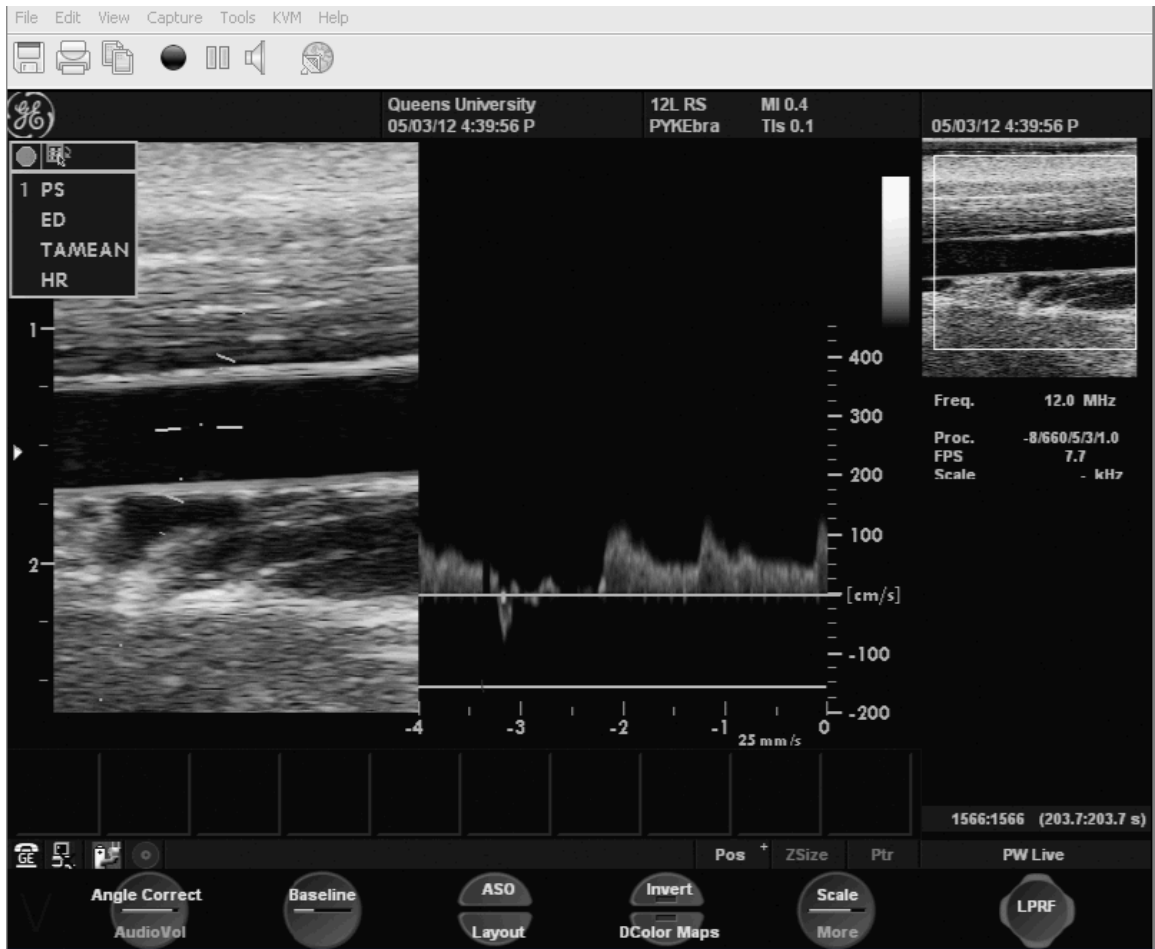 File Edit View Capture Tools KVM Help
Queens University 12L RS MI 0.4
05/03/12 4:39:56 P PYKEbra TIs 0.1 05/03/12 4:39:56 P
1 PS
ED
TAMEAN
HR
1
2
400
300
200
100
[cm/s]
-100
-200
-4 -3 -2 -1 0
25 mm/s
Freq. 12.0 MHz
Proc. -8/660/5/3/1.0
FPS 7.7
Scale - kHz
1566:1566 (203.7:203.7 s)
GE
Pos + ZSize Ptr PW Live
Angle Correct Baseline ASO Invert Scale LPRF
AudioVol Layout DColor Maps More